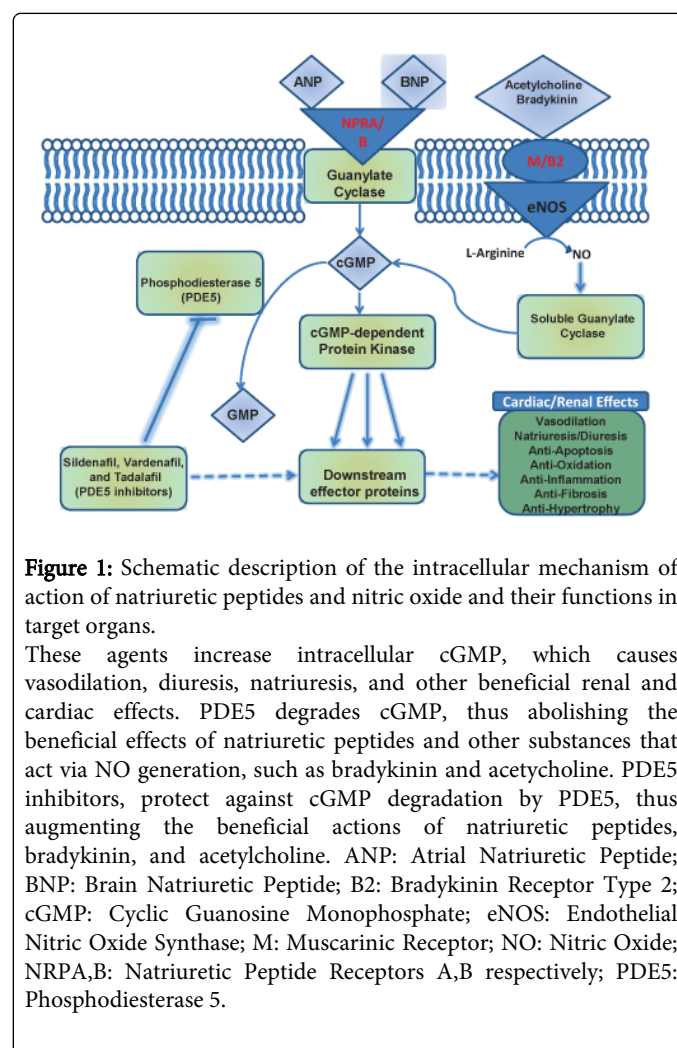 ANP
BNP
Acetylcholine
Bradykinin
NPRA/
B
M/B2
Guanylate
Cyclase
eNOS
L-Arginine
NO
cGMP
Phosphodiesterase 5
(PDE5)
Soluble Guanylate
Cyclase
cGMP-dependent
Protein Kinase
GMP
Cardiac/Renal Effects
Vasodilation
Natriuresis/Diuresis
Anti-Apoptosis
Anti-Oxidation
Anti-Inflammation
Anti-Fibrosis
Anti-Hypertrophy
Sildenafil, Vardenafil,
and Tadalafil
(PDE5 inhibitors)
Downstream
effector proteins
Figure 1: Schematic description of the intracellular mechanism of
action of natriuretic peptides and nitric oxide and their functions in
target organs.
These agents increase intracellular cGMP, which causes
vasodilation, diuresis, natriuresis, and other beneficial renal and
cardiac effects. PDE5 degrades cGMP, thus abolishing the
beneficial effects of natriuretic peptides and other substances that
act via NO generation, such as bradykinin and acetycholine. PDE5
inhibitors, protect against cGMP degradation by PDE5, thus
augmenting the beneficial actions of natriuretic peptides,
bradykinin, and acetylcholine. ANP: Atrial Natriuretic Peptide;
BNP: Brain Natriuretic Peptide; B2: Bradykinin Receptor Type 2;
cGMP: Cyclic Guanosine Monophosphate; eNOS: Endothelial
Nitric Oxide Synthase; M: Muscarinic Receptor; NO: Nitric Oxide;
NRPA,B: Natriuretic Peptide Receptors A,B respectively; PDE5:
Phosphodiesterase 5.